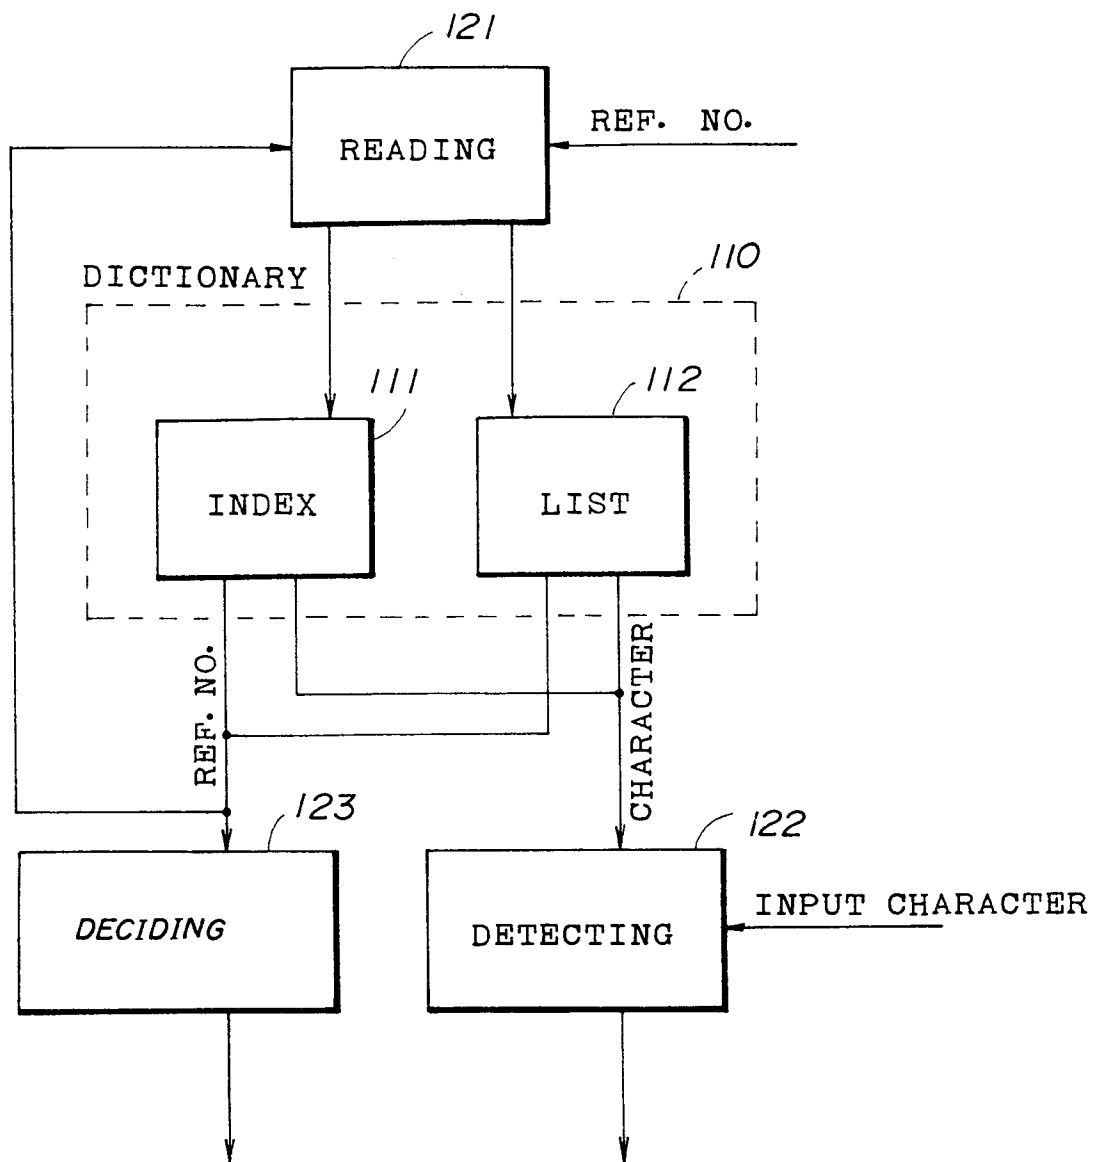 121
REF. NO.
READING
DICTIONARY
110
111
112
INDEX
LIST
REF. NO.
CHARACTER
123
122
DECIDING
DETECTING
INPUT CHARACTER